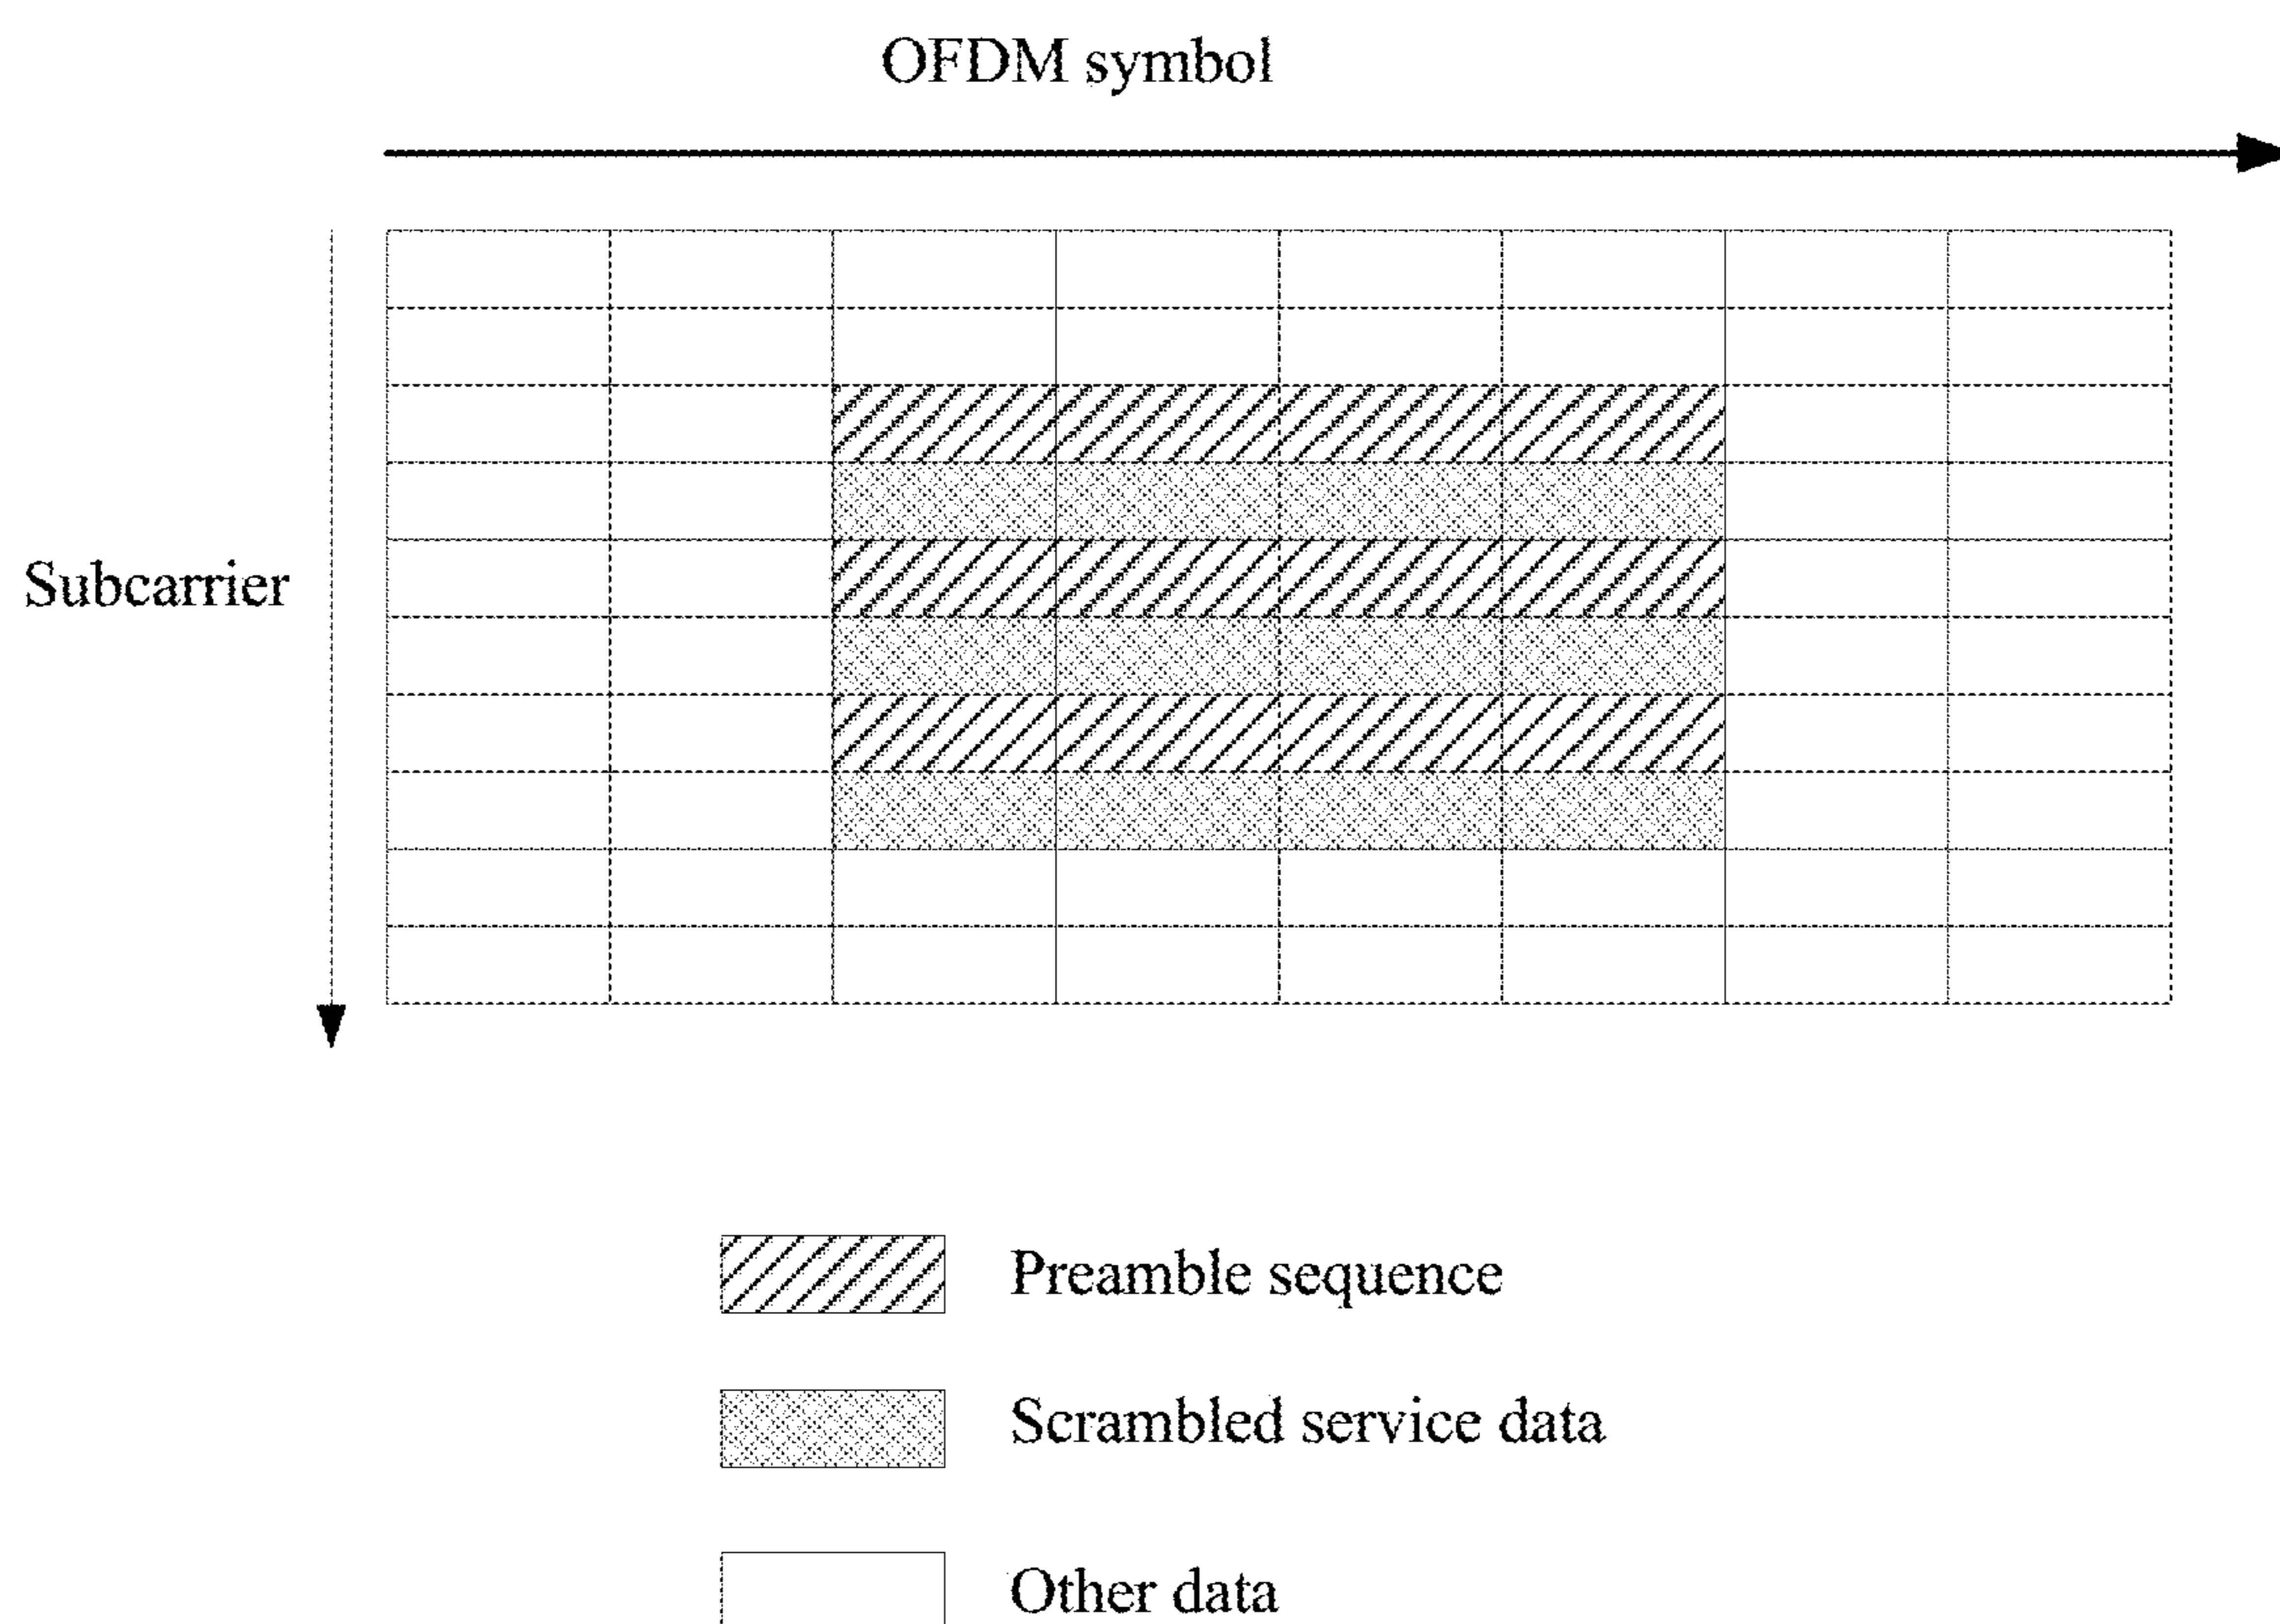 OFDM symbol
Subcarrier
Preamble sequence
Scrambled service data
Other data